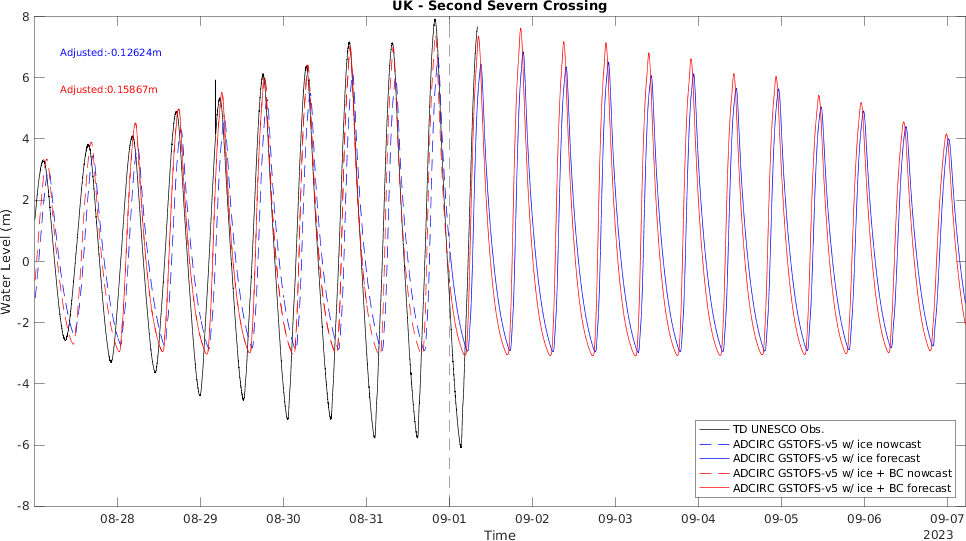 UK - Second Severn Crossing
Adjusted:-0.12624m
Adjusted:0.15867m
Water Level (m)
8
6
4
2
0
-2
-4
-6
-8
08-28 08-29 08-30 08-31 09-01 09-02 09-03 09-04 09-05 09-06 09-07
Time
2023
TD UNESCO Obs.
ADCIRC GSTOFS-v5 w/ ice nowcast
ADCIRC GSTOFS-v5 w/ ice forecast
ADCIRC GSTOFS-v5 w/ ice + BC nowcast
ADCIRC GSTOFS-v5 w/ ice + BC forecast